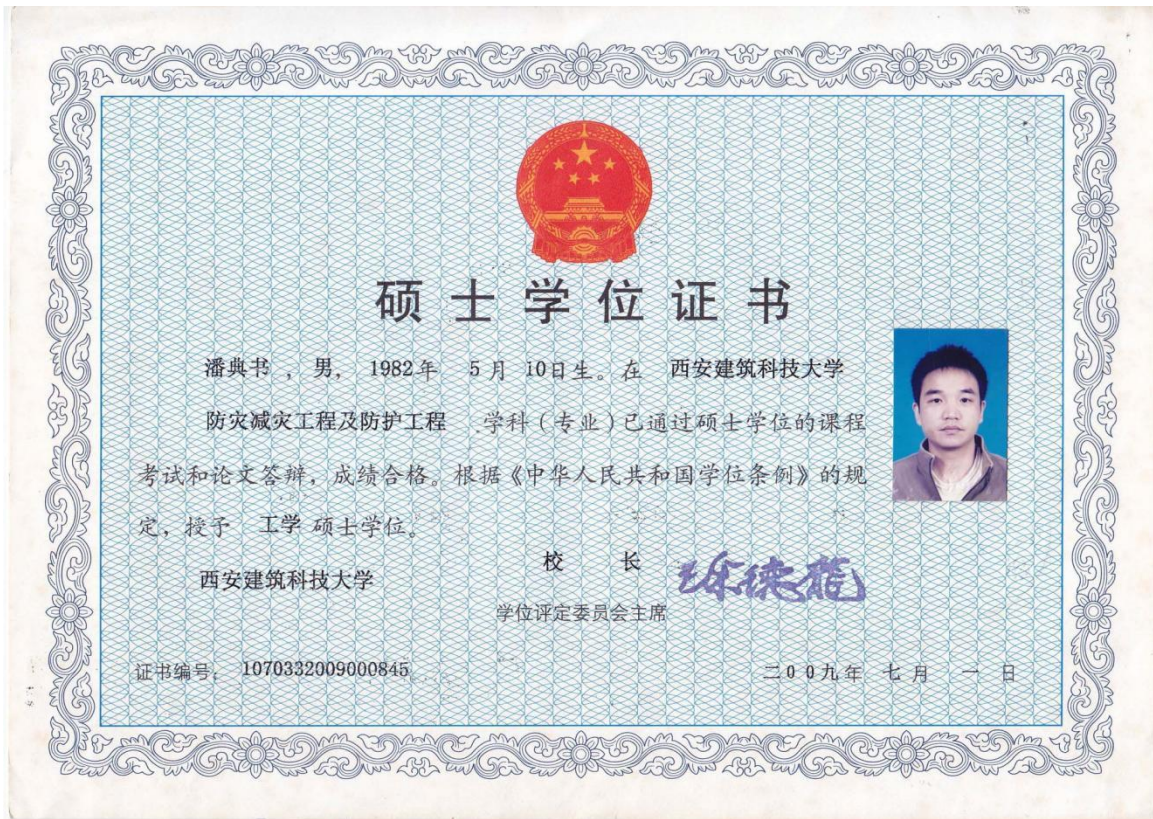 硕士学位证书
潘典书 , 男, 1982年 5月 10日生。在 西安建筑科技大学
防灾减灾工程及防护工程 学科(专业)已通过硕士学位的课程
考试和论文答辩,成绩合格。根据《中华人民共和国学位条例》的规
定,授予 工学 硕士学位。
西安建筑科技大学
校 长
学位评定委员会主席
证书编号: 1070332009000845
二00九年 七月 一 日